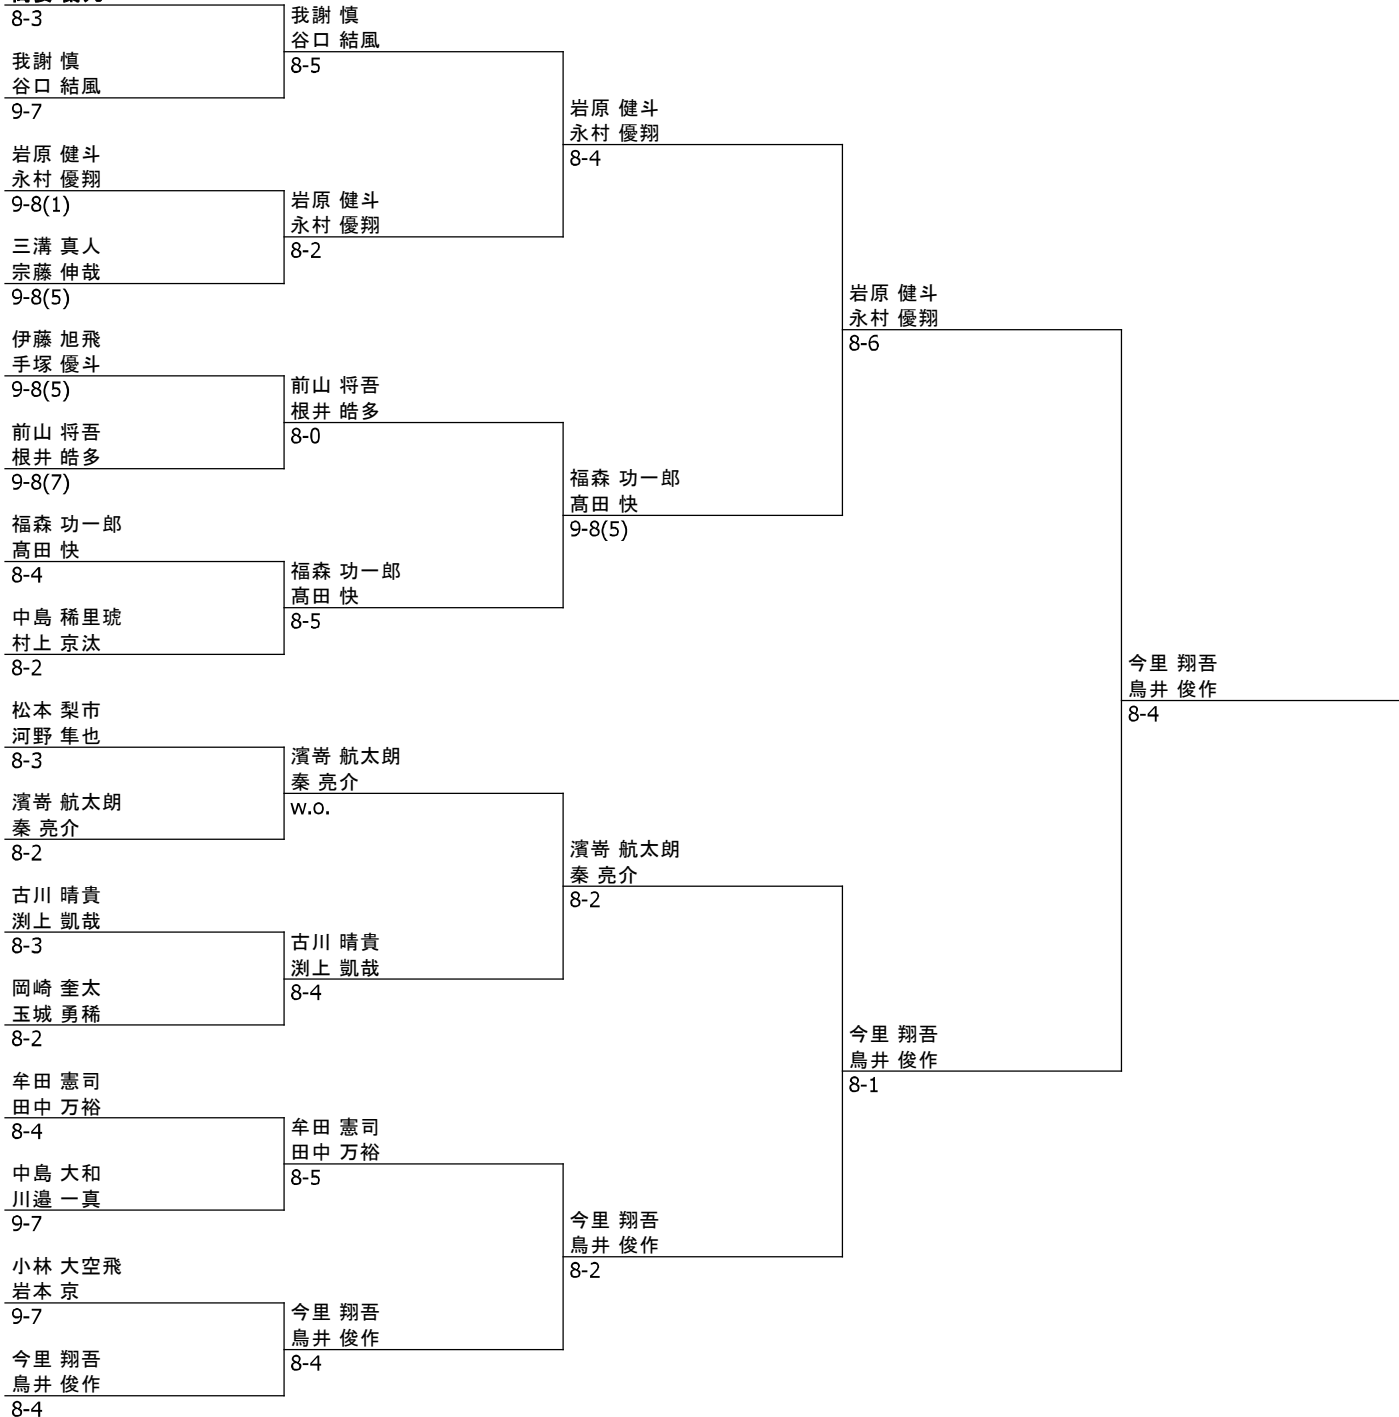 8-3
我謝 慎
谷口 結風
9-7
岩原 健斗
永村 優翔
9-8(1)
三溝 真人
宗藤 伸哉
9-8(5)
伊藤 旭飛
手塚 優斗
9-8(5)
前山 将吾
根井 皓多
9-8(7)
福森 功一郎
髙田 快
8-4
中島 稀里琥
村上 京汰
8-2
松本 梨市
河野 隼也
8-3
濱嵜 航太朗
秦 亮介
8-2
古川 晴貴
渕上 凱哉
8-3
岡崎 奎太
玉城 勇稀
8-2
牟田 憲司
田中 万裕
8-4
中島 大和
川邉 一真
9-7
小林 大空飛
岩本 京
9-7
今里 翔吾
鳥井 俊作
8-4
我謝 慎
谷口 結風
8-5
岩原 健斗
永村 優翔
8-2
前山 将吾
根井 皓多
8-0
福森 功一郎
髙田 快
8-5
濱嵜 航太朗
秦 亮介
w.o.
古川 晴貴
渕上 凱哉
8-4
牟田 憲司
田中 万裕
8-5
今里 翔吾
鳥井 俊作
8-4
岩原 健斗
永村 優翔
8-4
福森 功一郎
髙田 快
9-8(5)
濱嵜 航太朗
秦 亮介
8-2
今里 翔吾
鳥井 俊作
8-2
岩原 健斗
永村 優翔
8-6
今里 翔吾
鳥井 俊作
8-1
今里 翔吾
鳥井 俊作
8-4